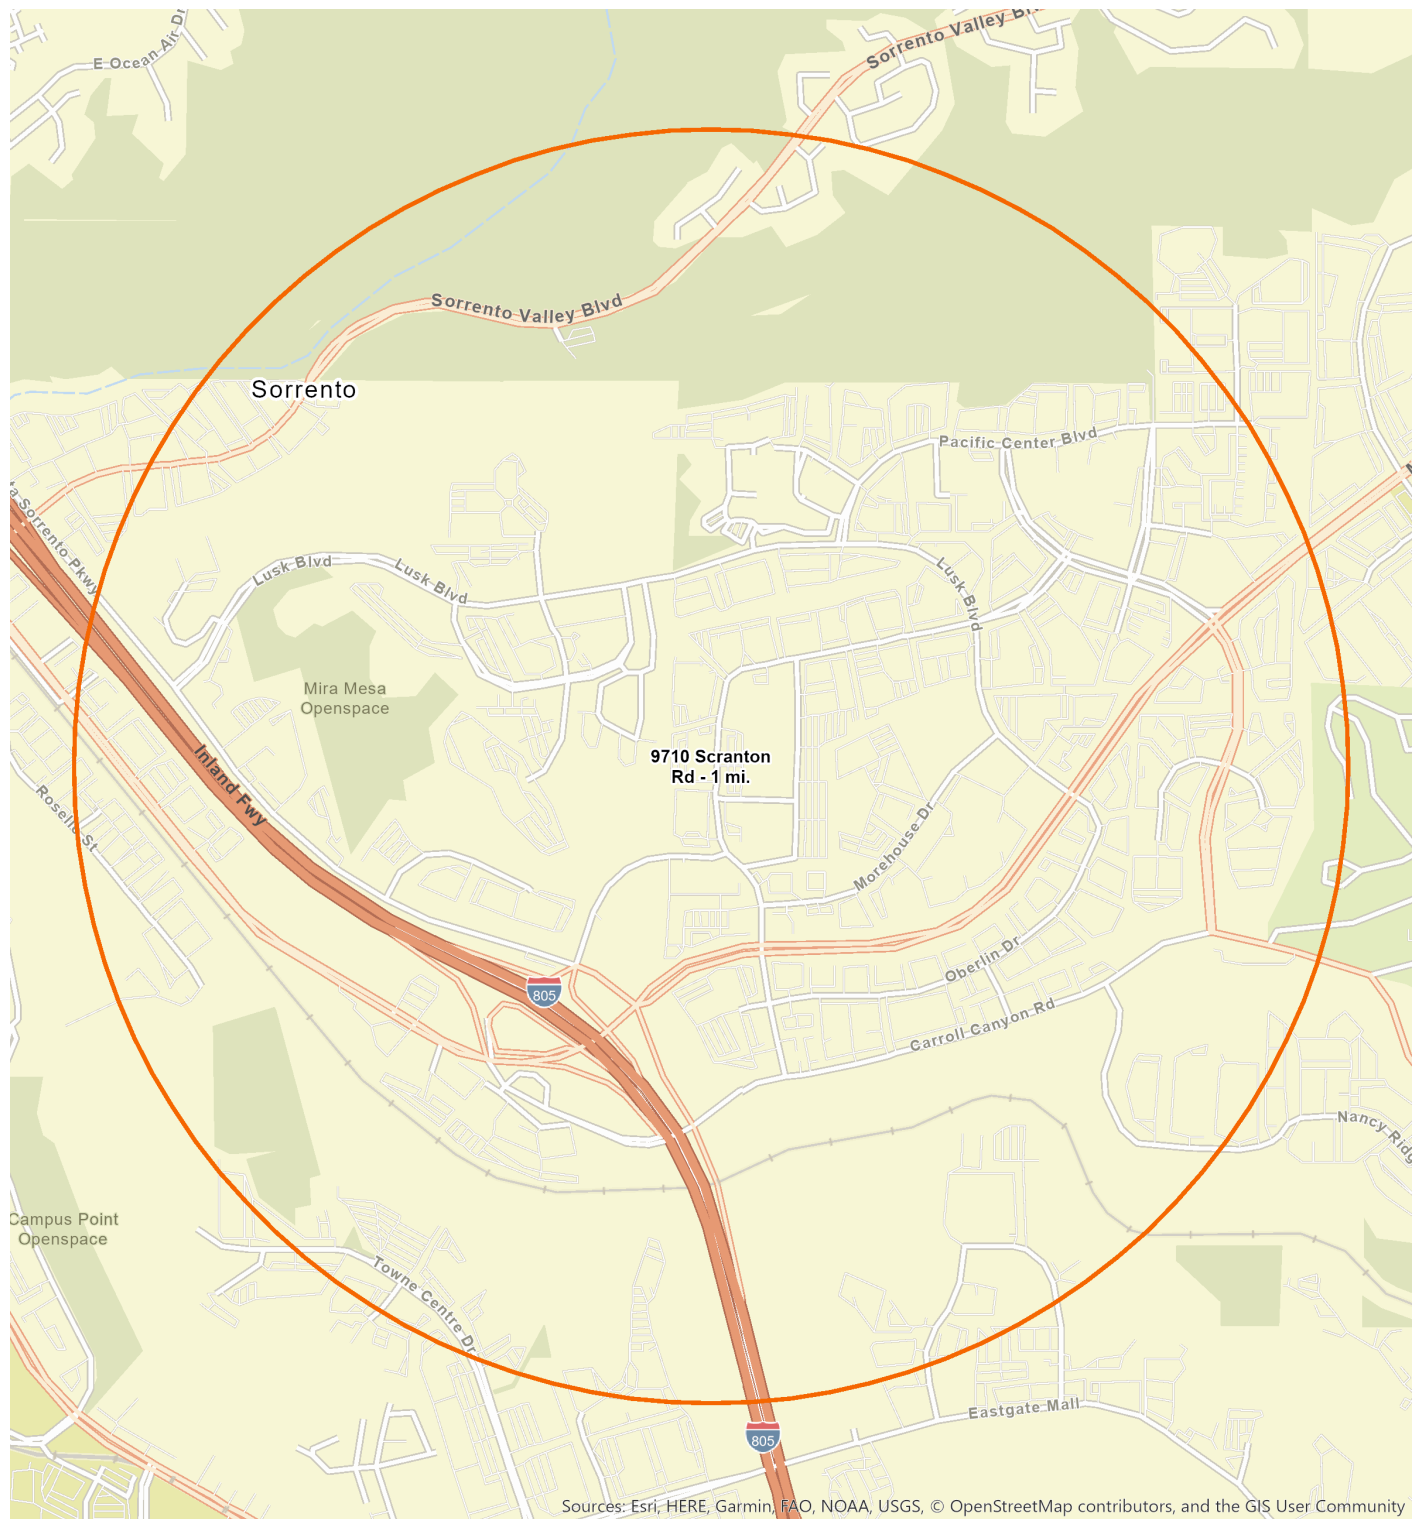 E Ocean Air D
Sorrento Valley Bl
Sorrento Valley Blvd
Sorrento
Pacific Center Blvd
ta Sorrento Pkwy
Lusk Blvd
Lusk Blvd
Lusk Blvd
Mira Mesa
Openspace
9710 Scranton
Rd - 1 mi.
Inland Fwy
Roselle St
Morehouse Dr
Oberlin Dr
805
Carroll Canyon Rd
Nancy Ridg
Campus Point
Openspace
Towne Centre Dr
Eastgate Mall
805
Sources: Esri, HERE, Garmin, FAO, NOAA, USGS, © OpenStreetMap contributors, and the GIS User Community